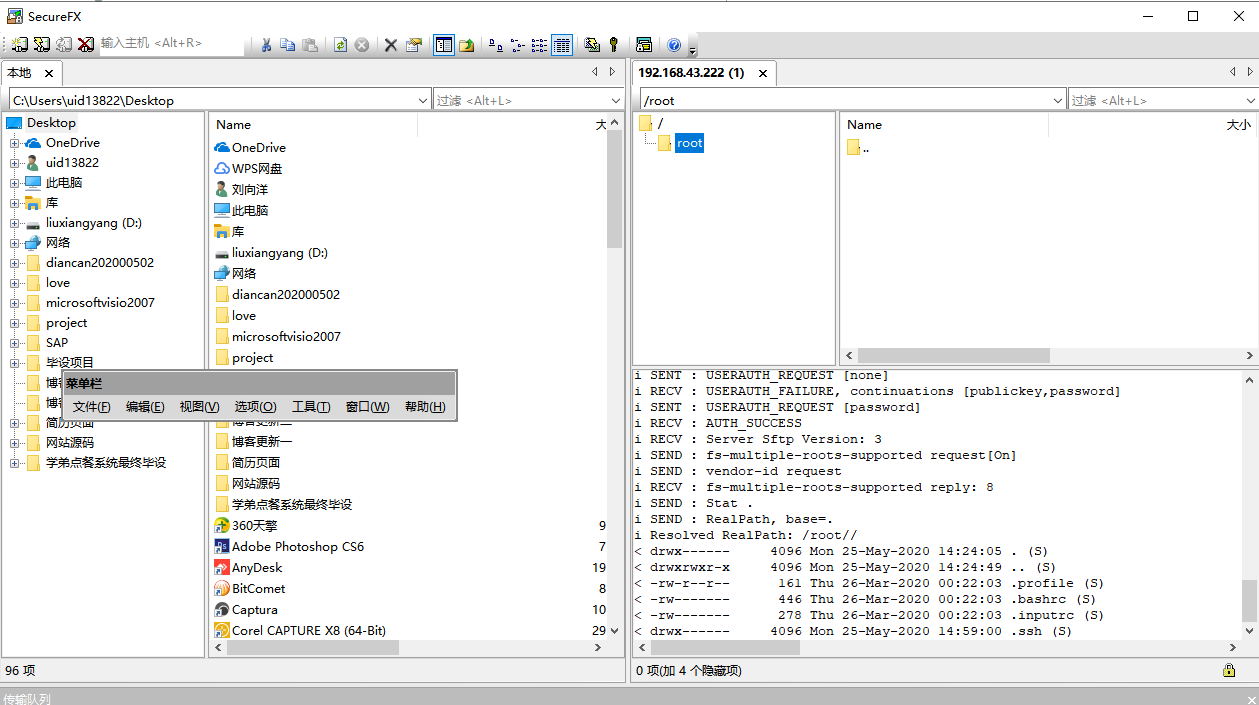 SecureFX
输入主机 <Alt+R>
本地
C:\Users\uid13822\Desktop
过滤 <Alt+L>
Desktop
OneDrive
uid13822
此电脑
库
liuxiangyang (D:)
网络
diancan202000502
love
microsoftvisio2007
project
SAP
毕设项目
简历页面
网站源码
学弟点餐系统最终毕设
Name
大
OneDrive
WPS网盘
刘向洋
此电脑
库
liuxiangyang (D:)
网络
diancan202000502
love
microsoftvisio2007
project
菜单栏
文件(F) 编辑(E) 视图(V) 选项(O) 工具(T) 窗口(W) 帮助(H)
博客更新一
简历页面
网站源码
学弟点餐系统最终毕设
360天擎 9
Adobe Photoshop CS6 7
AnyDesk 19
BitComet 8
Captura 10
Corel CAPTURE X8 (64-Bit) 29
96 项
192.168.43.222 (1)
/root
过滤 <Alt+L>
/
root
Name 大小
..
i SENT : USERAUTH_REQUEST [none]
i RECV : USERAUTH_FAILURE, continuations [publickey,password]
i SENT : USERAUTH_REQUEST [password]
i RECV : AUTH_SUCCESS
i RECV : Server Sftp Version: 3
i SEND : fs-multiple-roots-supported request[On]
i SEND : vendor-id request
i RECV : fs-multiple-roots-supported reply: 8
i SEND : Stat .
i SEND : RealPath, base=.
i Resolved RealPath: /root//
< drwx------ 4096 Mon 25-May-2020 14:24:05 . (S)
< drwxrwxr-x 4096 Mon 25-May-2020 14:24:49 .. (S)
< -rw-r--r-- 161 Thu 26-Mar-2020 00:22:03 .profile (S)
< -rw------- 446 Thu 26-Mar-2020 00:22:03 .bashrc (S)
< -rw------- 278 Thu 26-Mar-2020 00:22:03 .inputrc (S)
< drwx------ 4096 Mon 25-May-2020 14:59:00 .ssh (S)
0 项(加 4 个隐藏项)
传输队列